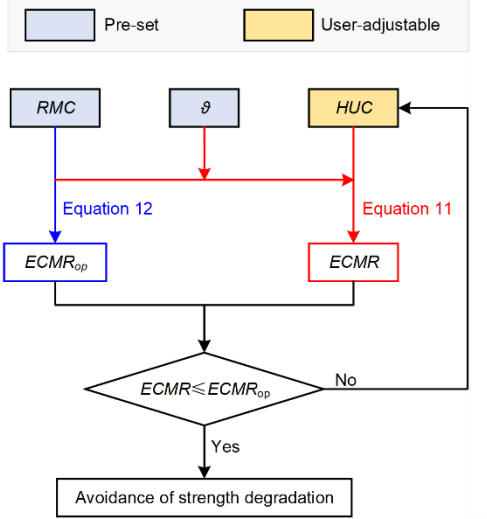 Pre-set
User-adjustable
RMC
ϑ
HUC
Equation 12
Equation 11
ECMRop
ECMR
ECMR⩽ECMRop
No
Yes
Avoidance of strength degradation